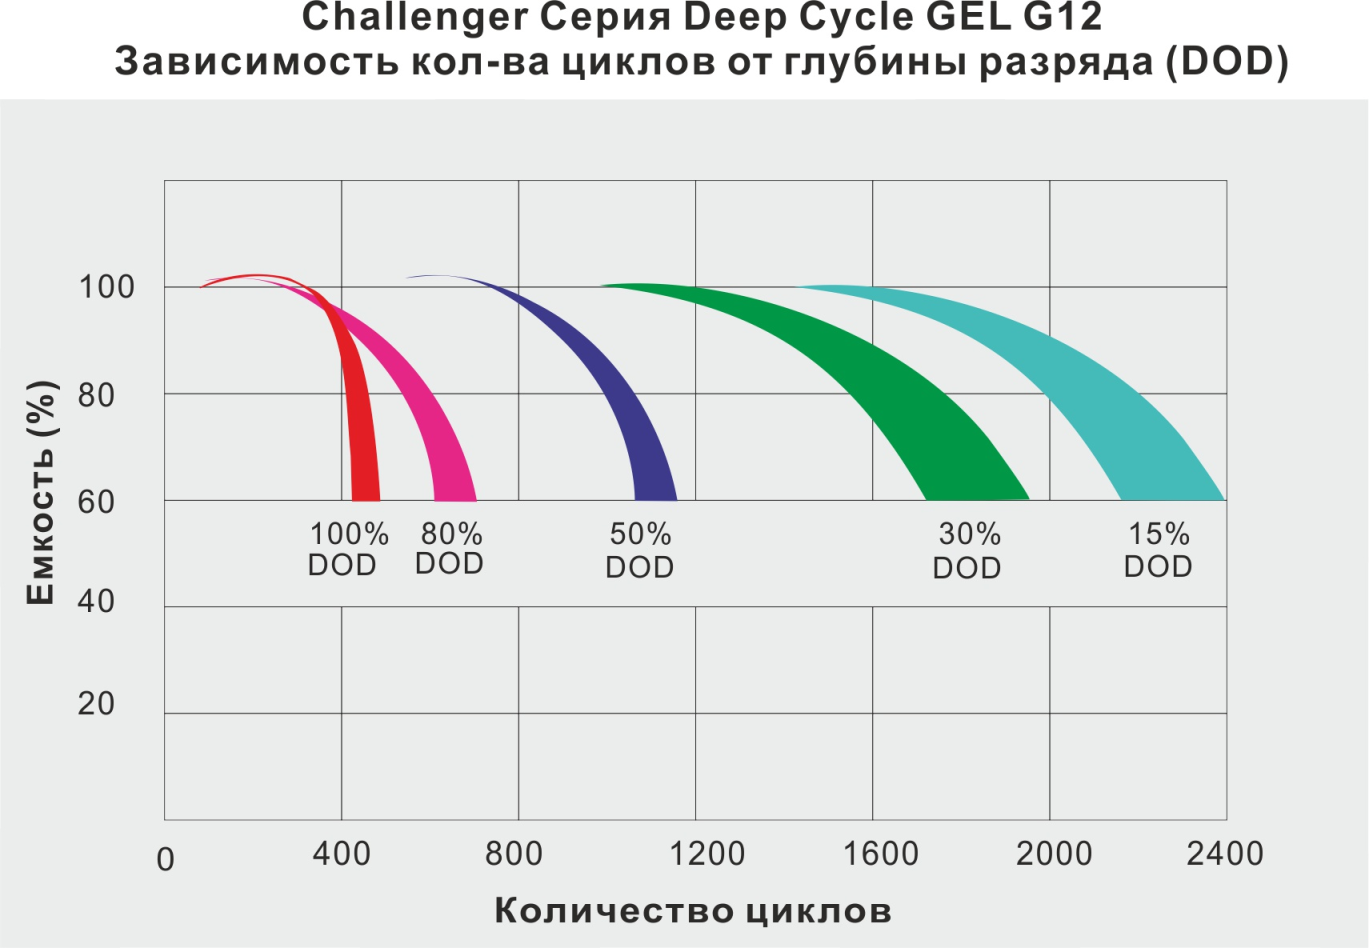 Challenger Серия Deep Cycle GEL G12
Зависимость кол-ва циклов от глубины разряда (DOD)
Емкость (%)
100
80
60
40
20
100%
DOD
80%
DOD
50%
DOD
30%
DOD
15%
DOD
0
400
800
1200
1600
2000
2400
Количество циклов